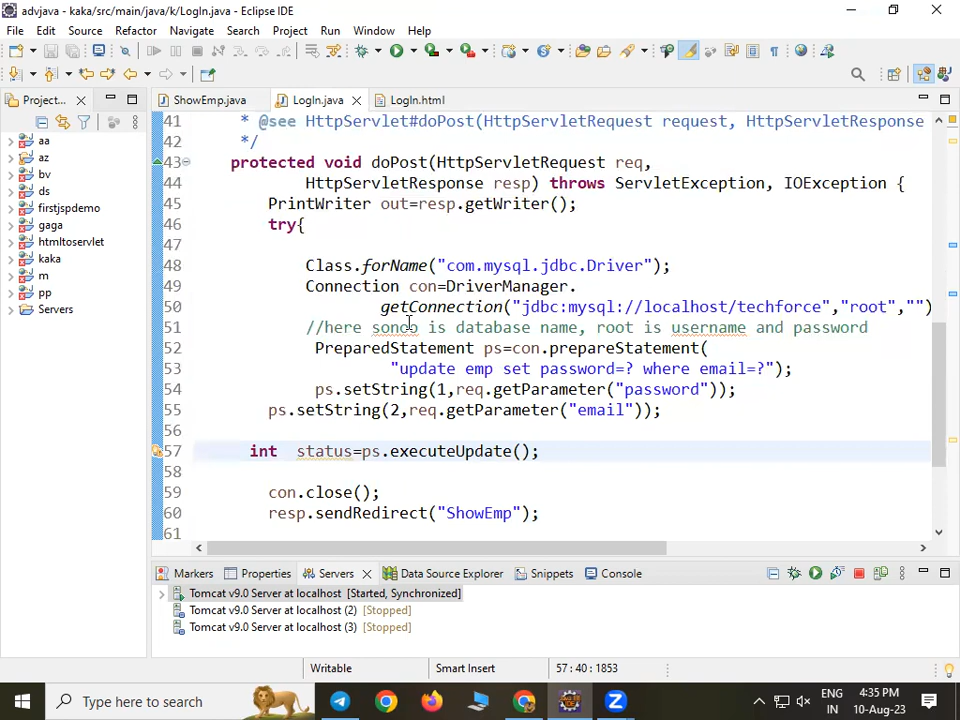 advjava - kaka/src/main/java/k/LogIn.java - Eclipse IDE
File Edit Source Refactor Navigate Search Project Run Window Help
Project... ShowEmp.java LogIn.java LogIn.html
aa
az
bv
ds
firstjspdemo
gaga
htmltoservlet
kaka
m
pp
Servers
41 * @see HttpServlet#doPost(HttpServletRequest request, HttpServletResponse
42 */
43 protected void doPost(HttpServletRequest req,
44 HttpServletResponse resp) throws ServletException, IOException {
45 PrintWriter out=resp.getWriter();
46 try{
47
48 Class.forName("com.mysql.jdbc.Driver");
49 Connection con=DriverManager.
50 getConnection("jdbc:mysql://localhost/techforce","root","")
51 //here sonoo is database name, root is username and password
52 PreparedStatement ps=con.prepareStatement(
53 "update emp set password=? where email=?");
54 ps.setString(1,req.getParameter("password"));
55 ps.setString(2,req.getParameter("email"));
56
57 int status=ps.executeUpdate();
58
59 con.close();
60 resp.sendRedirect("ShowEmp");
61
Markers Properties Servers Data Source Explorer Snippets Console
Tomcat v9.0 Server at localhost [Started, Synchronized]
Tomcat v9.0 Server at localhost (2) [Stopped]
Tomcat v9.0 Server at localhost (3) [Stopped]
Writable Smart Insert 57 : 40 : 1853
Type here to search ENG 4:35 PM
IN 10-Aug-23